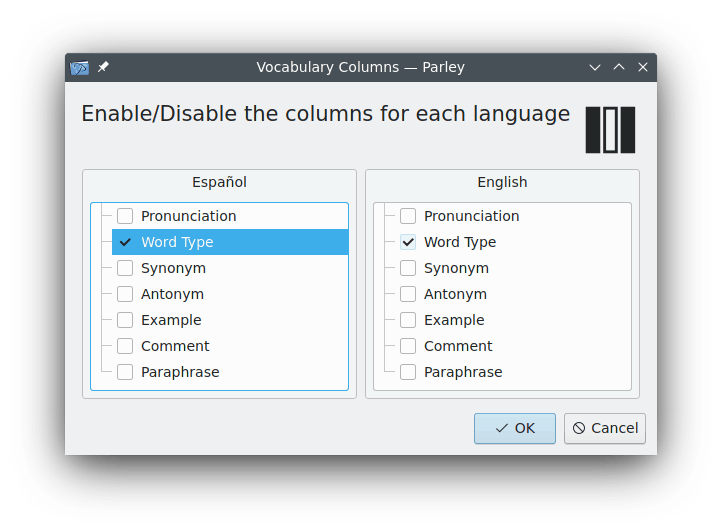 Vocabulary Columns — Parley
Enable/Disable the columns for each language
Español
Pronunciation
Word Type
Synonym
Antonym
Example
Comment
Paraphrase
English
Pronunciation
Word Type
Synonym
Antonym
Example
Comment
Paraphrase
OK
Cancel